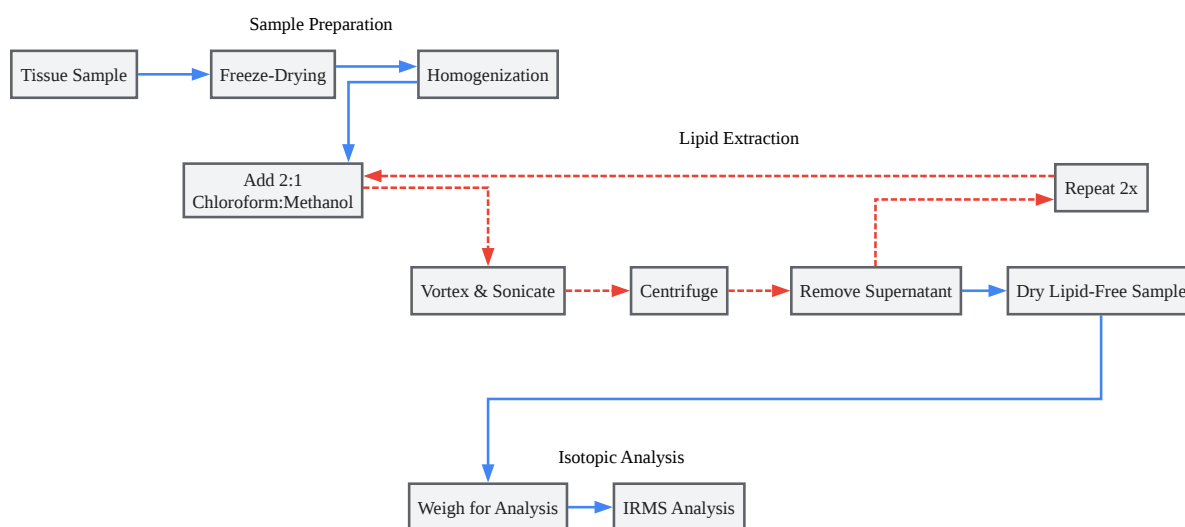 Sample Preparation
Tissue Sample
Freeze-Drying
Homogenization
Lipid Extraction
Add 2:1
Chloroform:Methanol
Repeat 2x
Vortex & Sonicate
Centrifuge
Remove Supernatant
Dry Lipid-Free Sample
Isotopic Analysis
Weigh for Analysis
IRMS Analysis